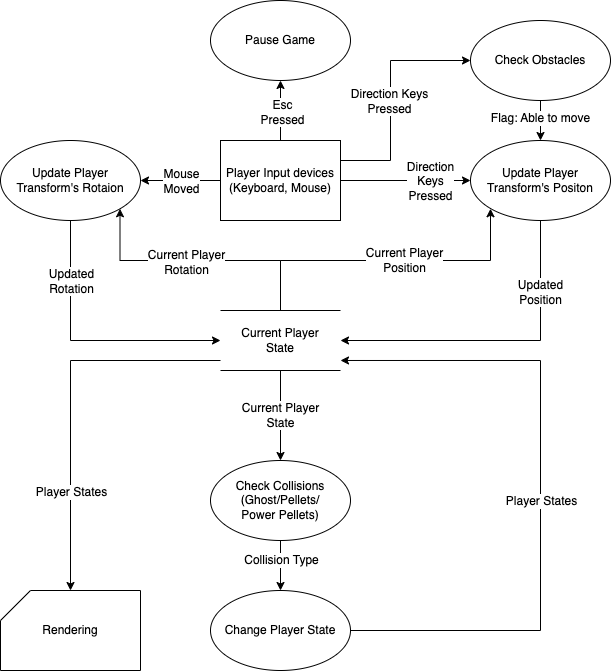 Pause Game
Check Obstacles
Direction Keys
Pressed
Esc
Pressed
Flag: Able to move
Update Player
Transform's Rotaion
Mouse
Moved
Player Input devices
(Keyboard, Mouse)
Direction
Keys
Pressed
Update Player
Transform's Positon
Current Player
Rotation
Current Player
Position
Updated
Rotation
Updated
Position
Current Player
State
Current Player
State
Player States
Check Collisions
(Ghost/Pellets/
Power Pellets)
Player States
Collision Type
Rendering
Change Player State